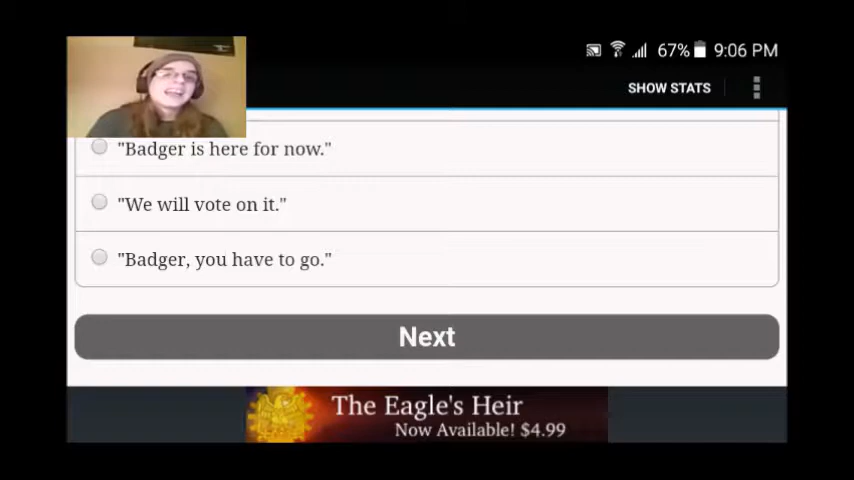 67% 9:06 PM
SHOW STATS
"Badger is here for now."
"We will vote on it."
"Badger, you have to go."
Next
The Eagle's Heir
Now Available! $4.99